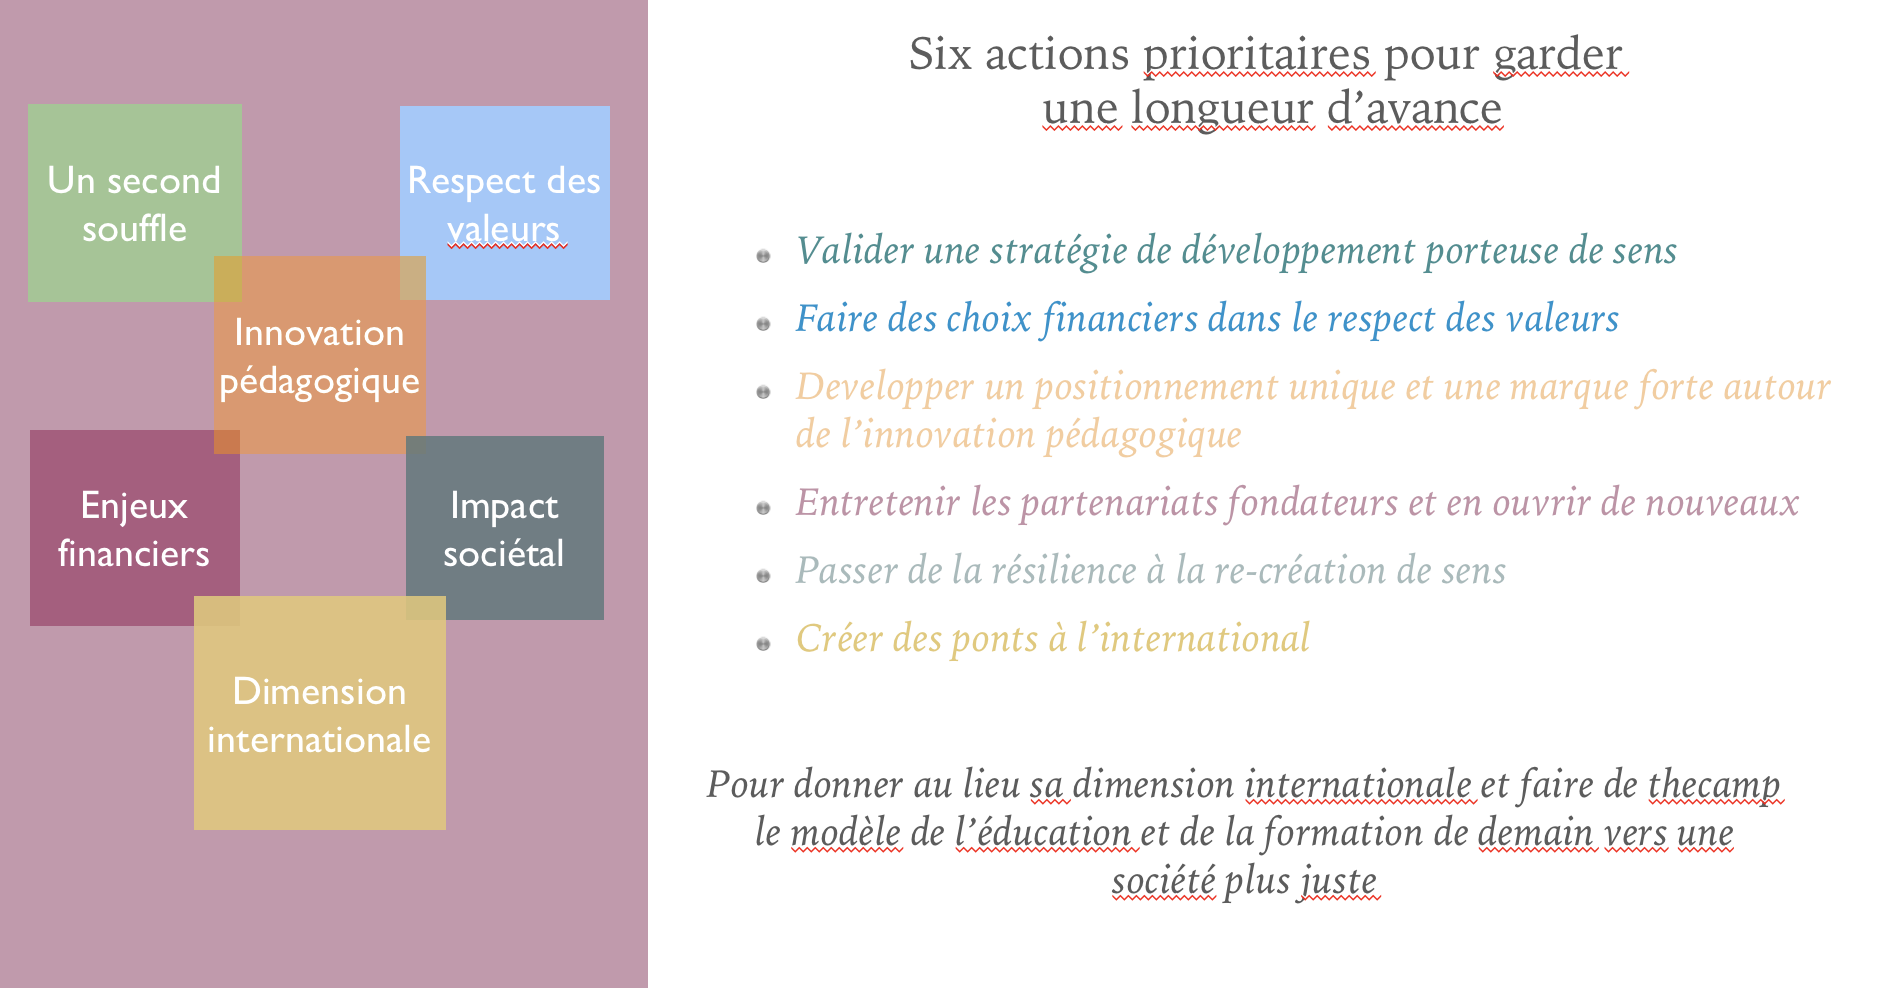 Un second
souffle
Respect des
valeurs
Innovation
pédagogique
Enjeux
financiers
Impact
sociétal
Dimension
internationale
Six actions prioritaires pour garder
une longueur d’avance
Valider une stratégie de développement porteuse de sens
Faire des choix financiers dans le respect des valeurs
Developper un positionnement unique et une marque forte autour
de l’innovation pédagogique
Entretenir les partenariats fondateurs et en ouvrir de nouveaux
Passer de la résilience à la re-création de sens
Créer des ponts à l’international
Pour donner au lieu sa dimension internationale et faire de thecamp
le modèle de l’éducation et de la formation de demain vers une
société plus juste